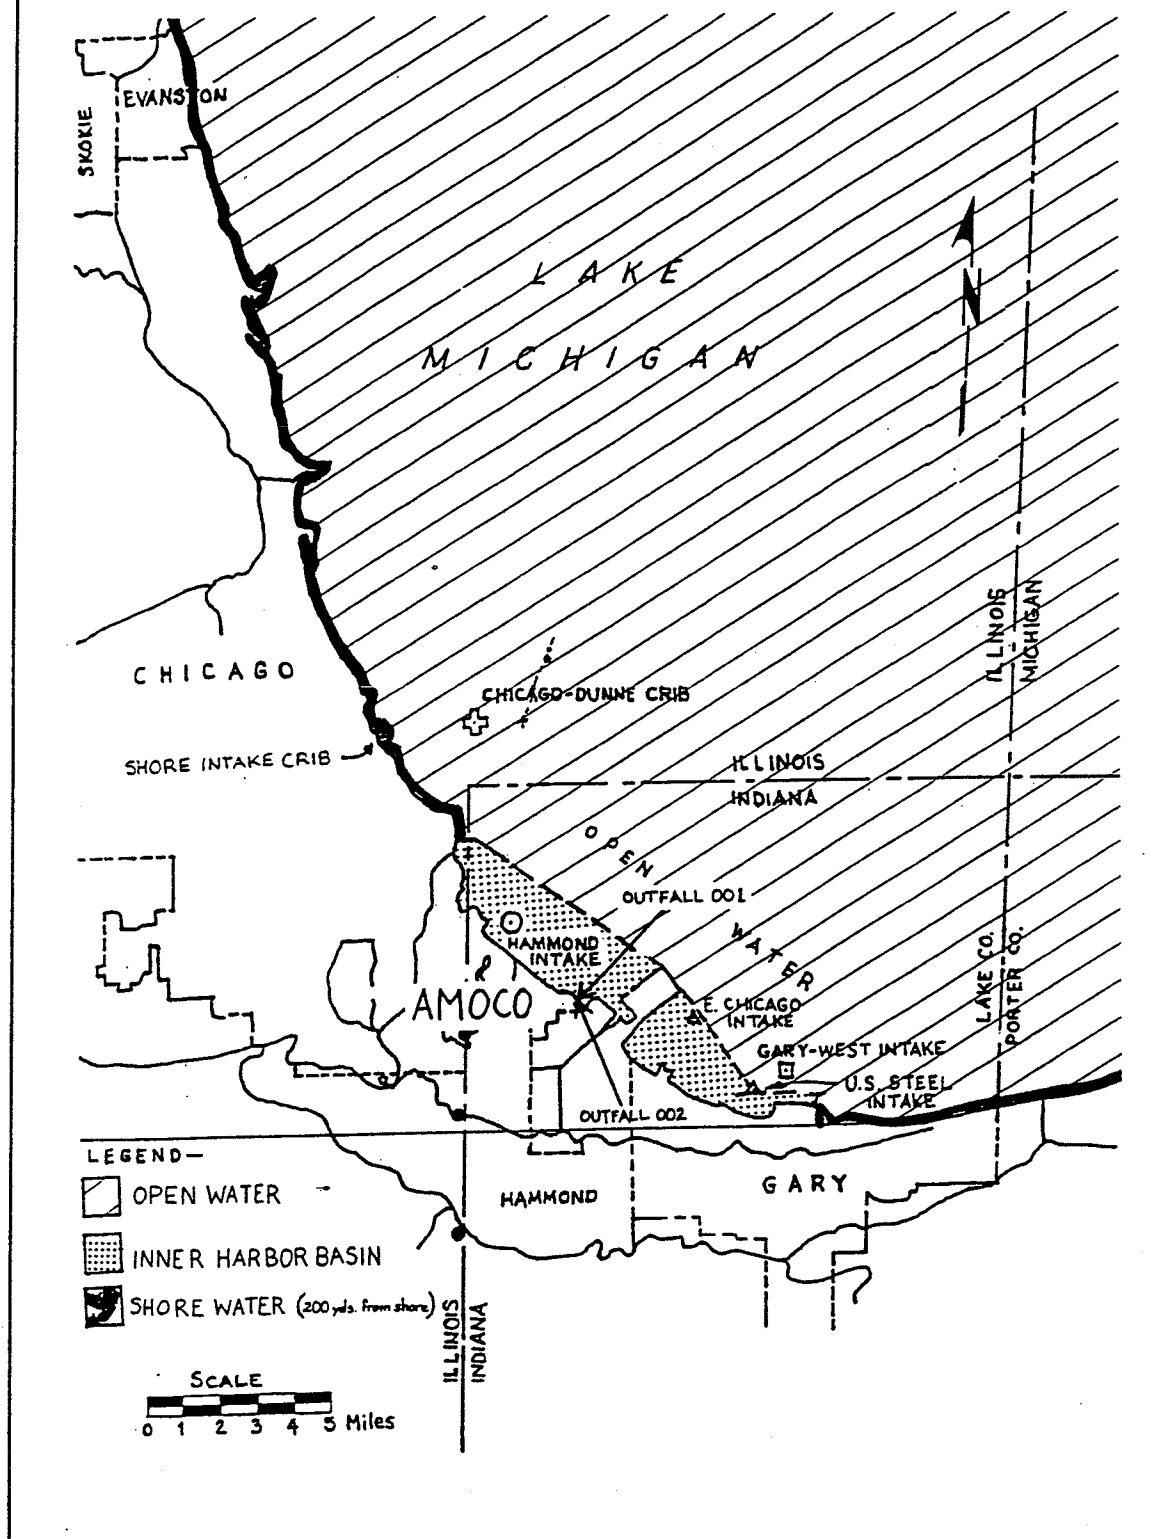 EVANSTON
SKOKIE
LAKE
MICHIGAN
N
ILLINOIS
MICHIGAN
CHICAGO
CHICAGO-DUNNE CRIB
SHORE INTAKE CRIB
ILLINOIS
INDIANA
OPEN
WATER
OUTFALL 001
HAMMOND
INTAKE
LAKE CO.
PORTER CO.
AMOCO
E. CHICAGO
INTAKE
GARY-WEST INTAKE
U.S. STEEL
INTAKE
OUTFALL 002
LEGEND—
OPEN WATER
HAMMOND
GARY
INNER HARBOR BASIN
SHORE WATER (200 yds. from shore)
ILLINOIS
INDIANA
SCALE
0 1 2 3 4 5 Miles